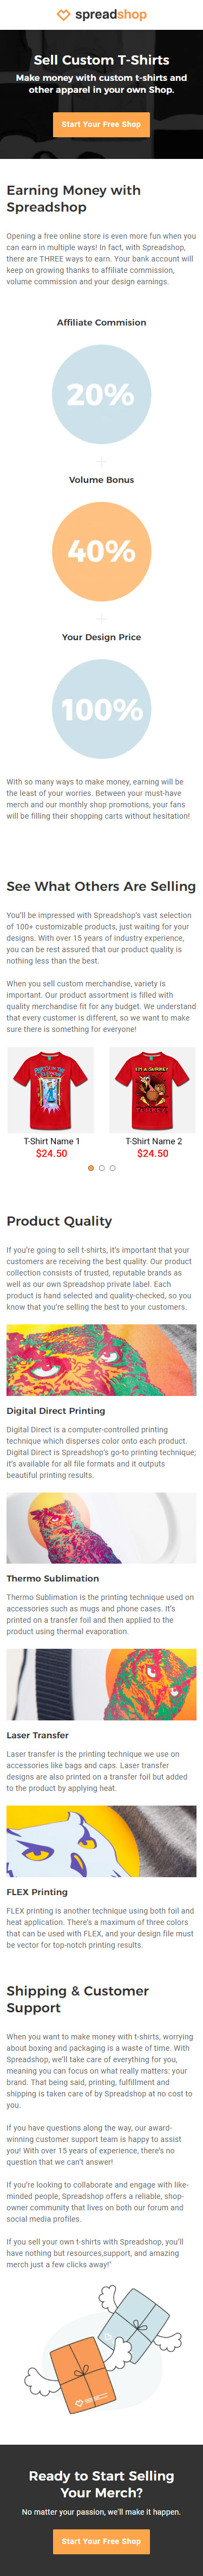 spreadshop
Sell Custom T-Shirts
Make money with custom t-shirts and
other apparel in your own Shop.
Start Your Free Shop
Earning Money with
Spreadshop
Opening a free online store is even more fun when you
can earn in multiple ways! In fact, with Spreadshop,
there are THREE ways to earn. Your bank account will
keep on growing thanks to affiliate commission,
volume commission and your design earnings.
Affiliate Commision
20%
+
Volume Bonus
40%
+
Your Design Price
100%
With so many ways to make money, earning will be
the least of your worries. Between your must-have
merch and our monthly shop promotions, your fans
will be filling their shopping carts without hesitation!
See What Others Are Selling
You'll be impressed with Spreadshop's vast selection
of 100+ customizable products, just waiting for your
designs. With over 15 years of industry experience,
you can be rest assured that our product quality is
nothing less than the best.
When you sell custom merchandise, variety is
important. Our product assortment is filled with
quality merchandise fit for any budget. We understand
that every customer is different, so we want to make
sure there is something for everyone!
I'M A SURKEY
T-Shirt Name 1
$24.50
T-Shirt Name 2
$24.50
Product Quality
If you're going to sell t-shirts, it's important that your
customers are receiving the best quality. Our product
collection consists of trusted, reputable brands as
well as our own Spreadshop private label. Each
product is hand selected and quality-checked, so you
know that you're selling the best to your customers.
Digital Direct Printing
Digital Direct is a computer-controlled printing
technique which disperses color onto each product.
Digital Direct is Spreadshop's go-to printing technique;
it's available for all file formats and it outputs
beautiful printing results.
Thermo Sublimation
Thermo Sublimation is the printing technique used on
accessories such as mugs and phone cases. It's
printed on a transfer foil and then applied to the
product using thermal evaporation.
Laser Transfer
Laser transfer is the printing technique we use on
accessories like bags and caps. Laser transfer
designs are also printed on a transfer foil but added
to the product by applying heat.
FLEX Printing
FLEX printing is another technique using both foil and
heat application. There's a maximum of three colors
that can be used with FLEX, and your design file must
be vector for top-notch printing results.
Shipping & Customer
Support
When you want to make money with t-shirts, worrying
about boxing and packaging is a waste of time. With
Spreadshop, we'll take care of everything for you,
meaning you can focus on what really matters: your
brand. That being said, printing, fulfillment and
shipping is taken care of by Spreadshop at no cost to
you.
If you have questions along the way, our award-
winning customer support team is happy to assist
you! With over 15 years of experience, there's no
question that we can't answer!
If you're looking to collaborate and engage with like-
minded people, Spreadshop offers a reliable, shop-
owner community that lives on both our forum and
social media profiles.
If you sell your own t-shirts with Spreadshop, you'll
have nothing but resources,support, and amazing
merch just a few clicks away!"
Ready to Start Selling
Your Merch?
No matter your passion, we'll make it happen.
Start Your Free Shop